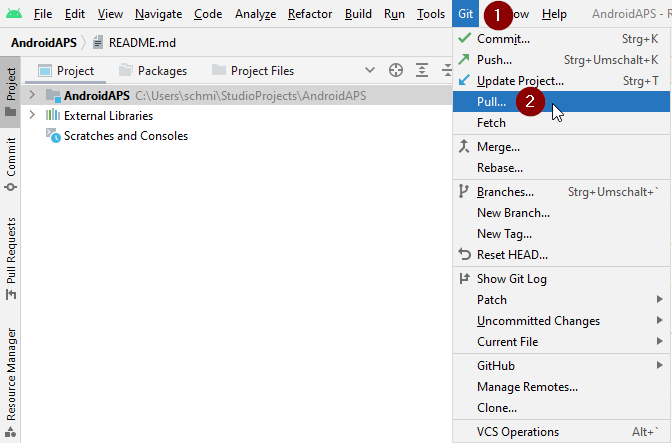 File Edit View Navigate Code Analyze Refactor Build Run Tools Git 1 ow Help AndroidAPS - R
AndroidAPS README.md
Project Packages Project Files
AndroidAPS C:\Users\schmi\StudioProjects\AndroidAPS
External Libraries
Scratches and Consoles
Project
Commit
Pull Requests
Resource Manager
Commit... Strg+K
Push... Strg+Umschalt+K
Update Project... Strg+T
Pull... 2
Fetch
Merge...
Rebase...
Branches... Strg+Umschalt+`
New Branch...
New Tag...
Reset HEAD...
Show Git Log
Patch
Uncommitted Changes
Current File
GitHub
Manage Remotes...
Clone...
VCS Operations Alt+`